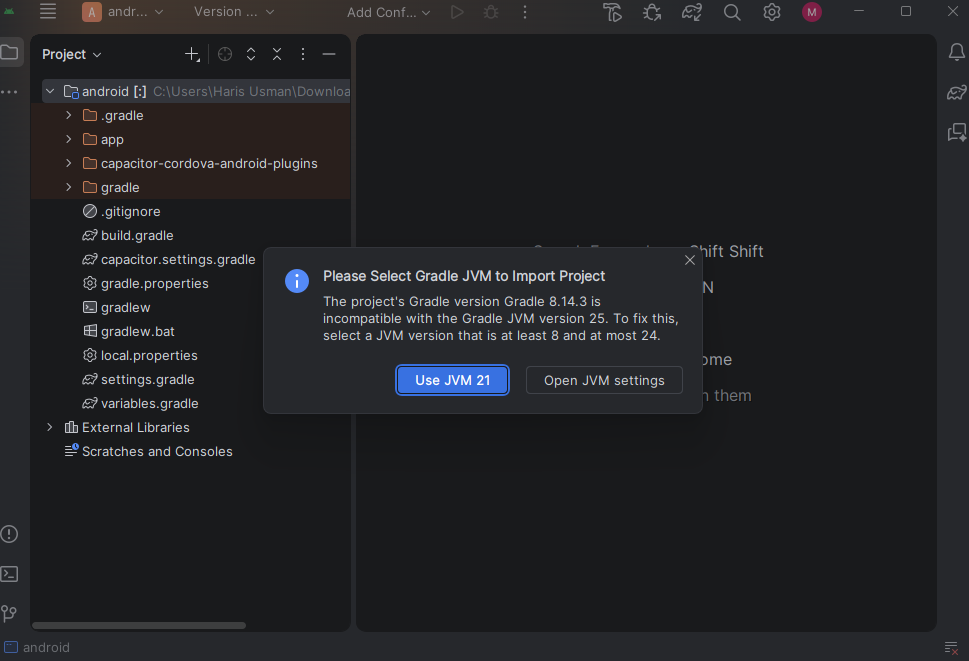 A andr...
Version ...
Add Conf...
M
Project
android [:] C:\Users\Haris Usman\Downloa
.gradle
app
capacitor-cordova-android-plugins
gradle
.gitignore
build.gradle
capacitor.settings.gradle
gradle.properties
gradlew
gradlew.bat
local.properties
settings.gradle
variables.gradle
External Libraries
Scratches and Consoles
Shift Shift
N
ome
them
Please Select Gradle JVM to Import Project
The project's Gradle version Gradle 8.14.3 is
incompatible with the Gradle JVM version 25. To fix this,
select a JVM version that is at least 8 and at most 24.
Use JVM 21
Open JVM settings
android